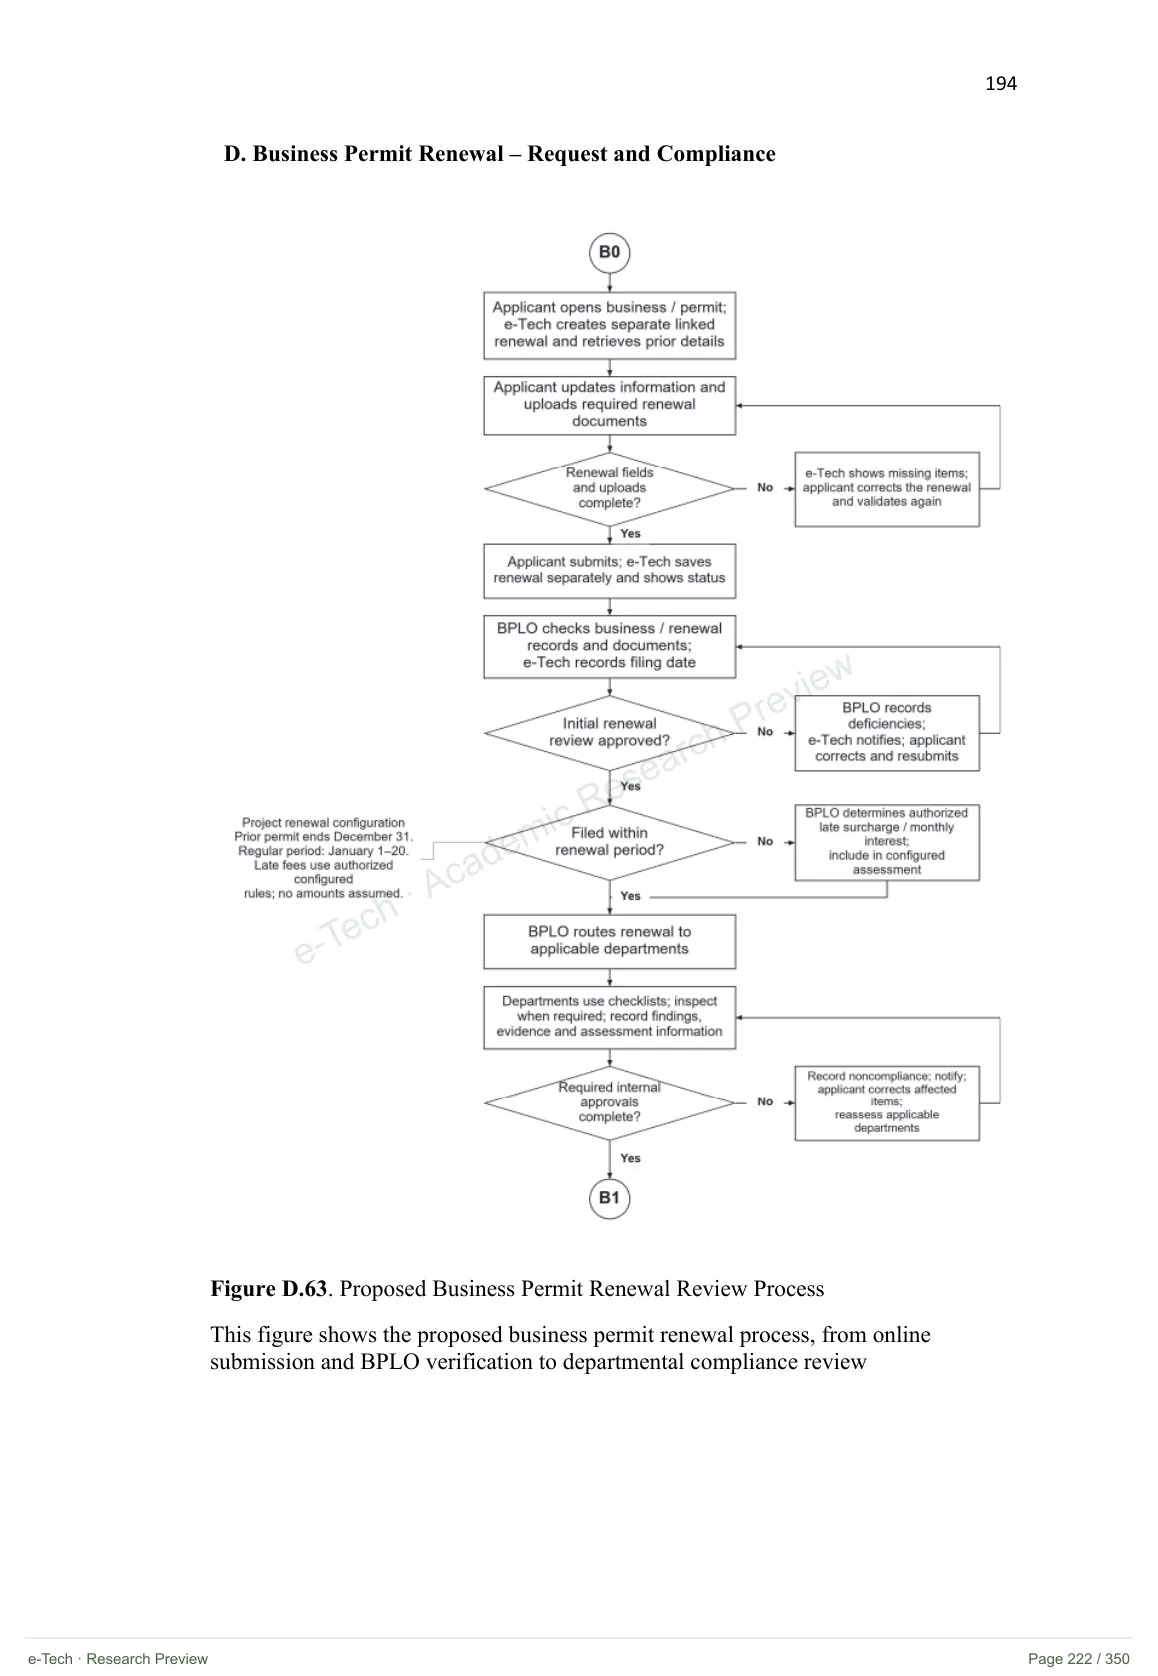 194
D. Business Permit Renewal – Request and Compliance
B0
Applicant opens business / permit;
e-Tech creates separate linked
renewal and retrieves prior details
Applicant updates information and
uploads required renewal
documents
Renewal fields
and uploads
complete?
No
e-Tech shows missing items;
applicant corrects the renewal
and validates again
Yes
Applicant submits; e-Tech saves
renewal separately and shows status
BPLO checks business / renewal
records and documents;
e-Tech records filing date
Initial renewal
review approved?
No
BPLO records
deficiencies;
e-Tech notifies; applicant
corrects and resubmits
Yes
Project renewal configuration
Prior permit ends December 31.
Regular period: January 1–20.
Late fees use authorized
configured
rules; no amounts assumed.
Filed within
renewal period?
No
BPLO determines authorized
late surcharge / monthly
interest;
include in configured
assessment
Yes
BPLO routes renewal to
applicable departments
Departments use checklists; inspect
when required; record findings,
evidence and assessment information
Required internal
approvals
complete?
No
Record noncompliance; notify;
applicant corrects affected
items;
reassess applicable
departments
Yes
B1
e-Tech · Academic Research Preview
Figure D.63. Proposed Business Permit Renewal Review Process
This figure shows the proposed business permit renewal process, from online
submission and BPLO verification to departmental compliance review
e-Tech · Research Preview
Page 222 / 350